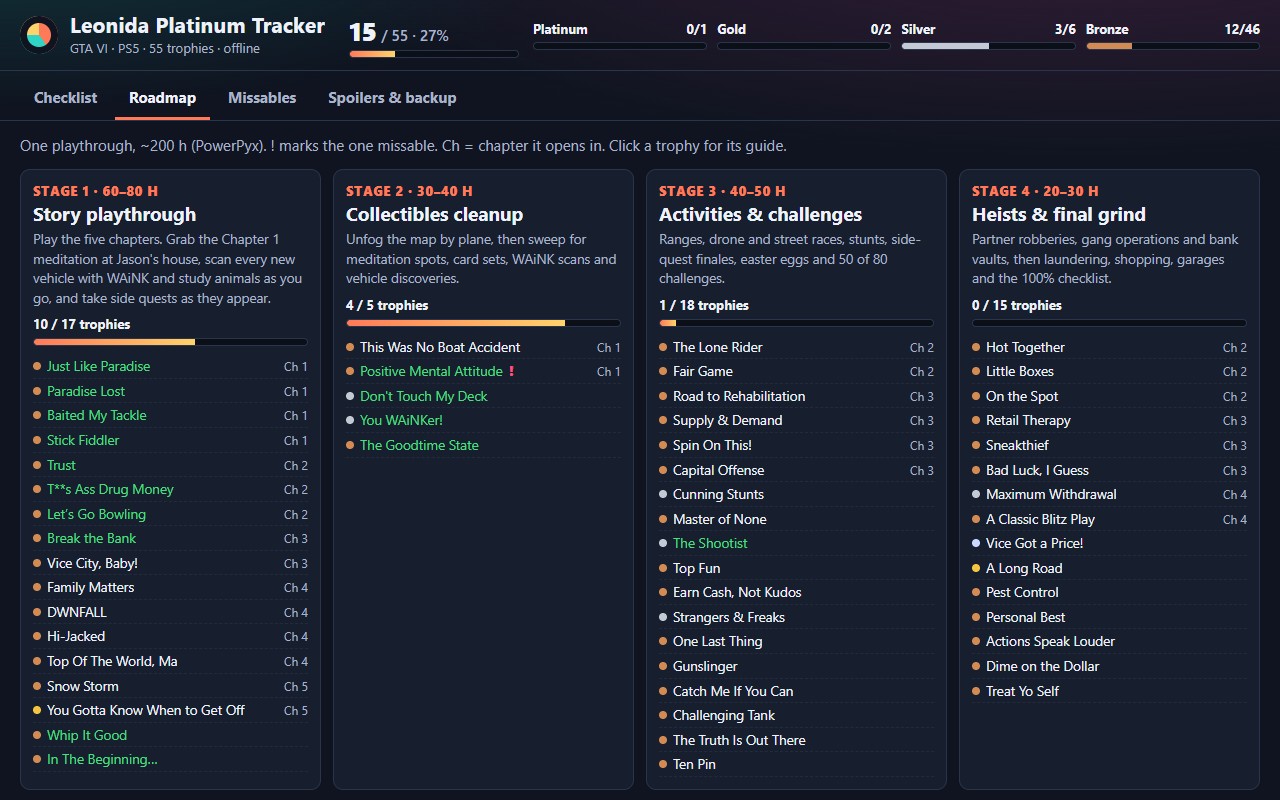 Leonida Platinum Tracker
GTA VI · PS5 · 55 trophies · offline
15 / 55 · 27%
Platinum 0/1
Gold 0/2
Silver 3/6
Bronze 12/46
Checklist
Roadmap
Missables
Spoilers & backup
One playthrough, ~200 h (PowerPyx). ! marks the one missable. Ch = chapter it opens in. Click a trophy for its guide.
STAGE 1 · 60–80 H
Story playthrough
Play the five chapters. Grab the Chapter 1
meditation at Jason's house, scan every new
vehicle with WAiNK and study animals as you
go, and take side quests as they appear.
10 / 17 trophies
Just Like Paradise Ch 1
Paradise Lost Ch 1
Baited My Tackle Ch 1
Stick Fiddler Ch 1
Trust Ch 2
T**s Ass Drug Money Ch 2
Let's Go Bowling Ch 2
Break the Bank Ch 3
Vice City, Baby! Ch 3
Family Matters Ch 4
DWNFALL Ch 4
Hi-Jacked Ch 4
Top Of The World, Ma Ch 4
Snow Storm Ch 5
You Gotta Know When to Get Off Ch 5
Whip It Good
In The Beginning...
STAGE 2 · 30–40 H
Collectibles cleanup
Unfog the map by plane, then sweep for
meditation spots, card sets, WAiNK scans and
vehicle discoveries.
4 / 5 trophies
This Was No Boat Accident Ch 1
Positive Mental Attitude ! Ch 1
Don't Touch My Deck
You WAiNKer!
The Goodtime State
STAGE 3 · 40–50 H
Activities & challenges
Ranges, drone and street races, stunts, side-
quest finales, easter eggs and 50 of 80
challenges.
1 / 18 trophies
The Lone Rider Ch 2
Fair Game Ch 2
Road to Rehabilitation Ch 3
Supply & Demand Ch 3
Spin On This! Ch 3
Capital Offense Ch 3
Cunning Stunts
Master of None
The Shootist
Top Fun
Earn Cash, Not Kudos
Strangers & Freaks
One Last Thing
Gunslinger
Catch Me If You Can
Challenging Tank
The Truth Is Out There
Ten Pin
STAGE 4 · 20–30 H
Heists & final grind
Partner robberies, gang operations and bank
vaults, then laundering, shopping, garages
and the 100% checklist.
0 / 15 trophies
Hot Together Ch 2
Little Boxes Ch 2
On the Spot Ch 2
Retail Therapy Ch 3
Sneakthief Ch 3
Bad Luck, I Guess Ch 3
Maximum Withdrawal Ch 4
A Classic Blitz Play Ch 4
Vice Got a Price!
A Long Road
Pest Control
Personal Best
Actions Speak Louder
Dime on the Dollar
Treat Yo Self